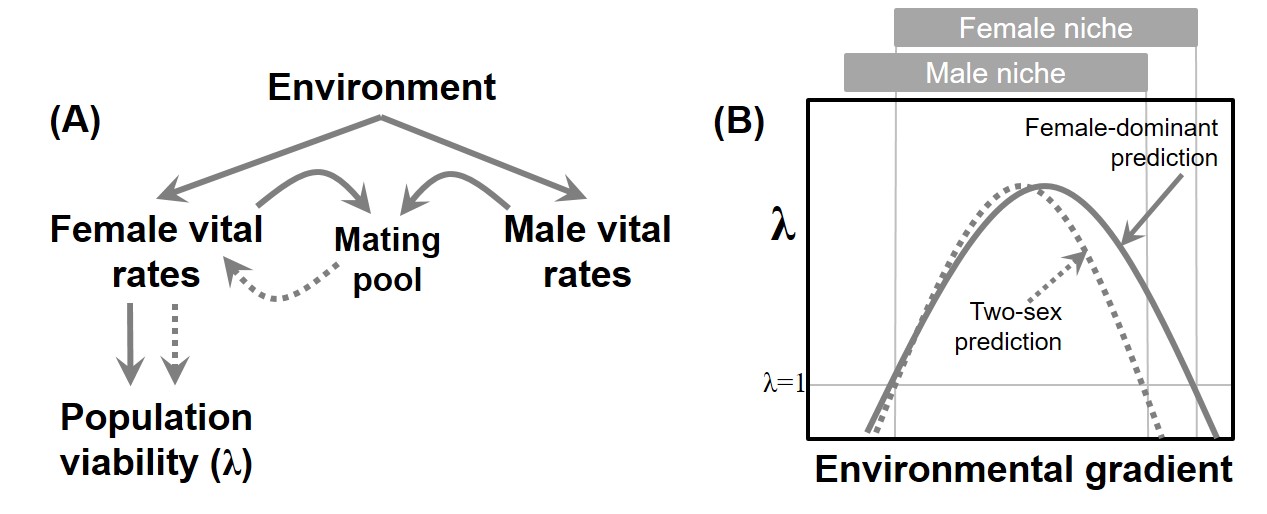 (A)
Environment
Female vital
rates
Mating
pool
Male vital
rates
Population
viability (λ)
Female niche
Male niche
(B)
Female-dominant
prediction
λ
Two-sex
prediction
λ=1
Environmental gradient